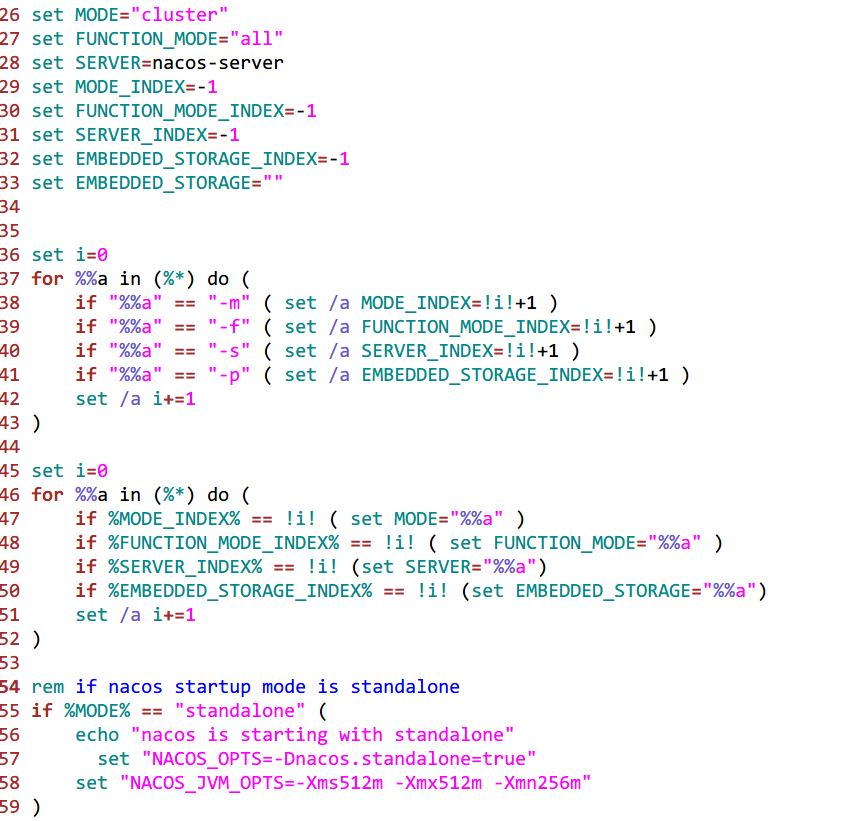 26 set MODE="cluster"
27 set FUNCTION_MODE="all"
28 set SERVER=nacos-server
29 set MODE_INDEX=-1
30 set FUNCTION_MODE_INDEX=-1
31 set SERVER_INDEX=-1
32 set EMBEDDED_STORAGE_INDEX=-1
33 set EMBEDDED_STORAGE=""
34
35
36 set i=0
37 for %%a in (%*) do (
38     if "%%a" == "-m" ( set /a MODE_INDEX=!i!+1 )
39     if "%%a" == "-f" ( set /a FUNCTION_MODE_INDEX=!i!+1 )
40     if "%%a" == "-s" ( set /a SERVER_INDEX=!i!+1 )
41     if "%%a" == "-p" ( set /a EMBEDDED_STORAGE_INDEX=!i!+1 )
42     set /a i+=1
43 )
44
45 set i=0
46 for %%a in (%*) do (
47     if %MODE_INDEX% == !i! ( set MODE="%%a" )
48     if %FUNCTION_MODE_INDEX% == !i! ( set FUNCTION_MODE="%%a" )
49     if %SERVER_INDEX% == !i! (set SERVER="%%a")
50     if %EMBEDDED_STORAGE_INDEX% == !i! (set EMBEDDED_STORAGE="%%a")
51     set /a i+=1
52 )
53
54 rem if nacos startup mode is standalone
55 if %MODE% == "standalone" (
56     echo "nacos is starting with standalone"
57       set "NACOS_OPTS=-Dnacos.standalone=true"
58     set "NACOS_JVM_OPTS=-Xms512m -Xmx512m -Xmn256m"
59 )